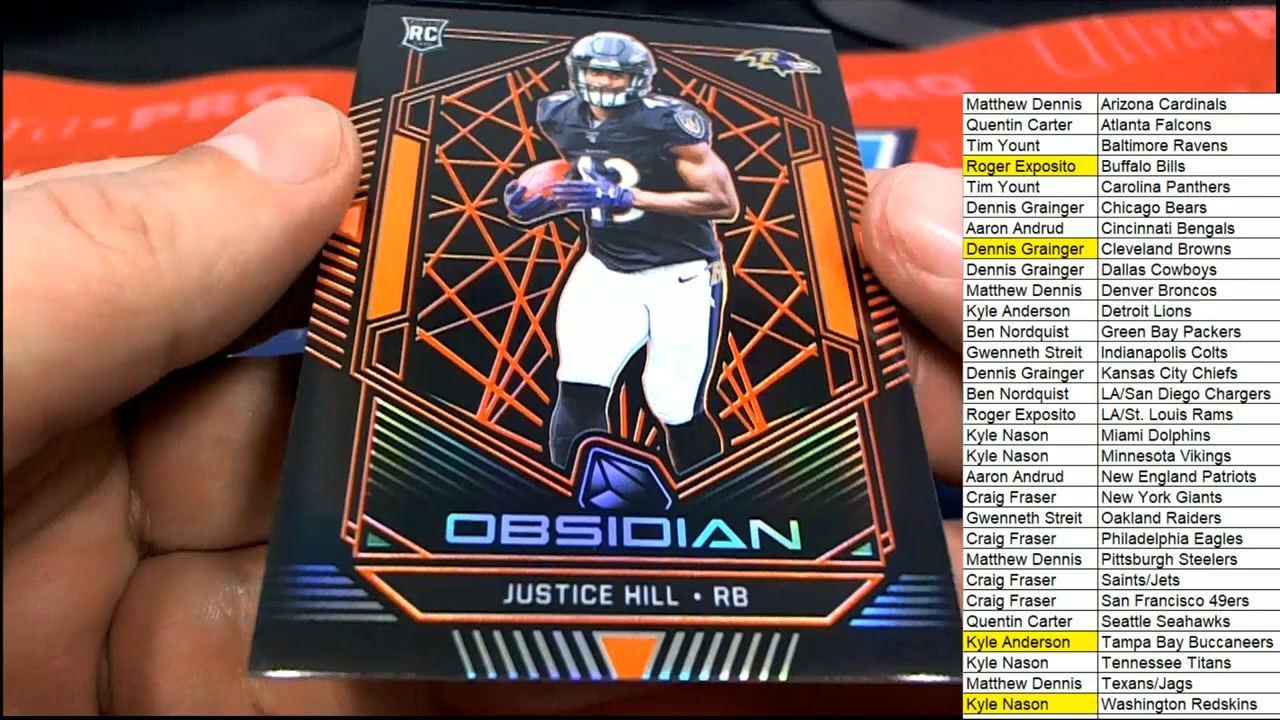 RC
OBSIDIAN
JUSTICE HILL • RB
Matthew Dennis Arizona Cardinals
Quentin Carter Atlanta Falcons
Tim Yount Baltimore Ravens
Roger Exposito Buffalo Bills
Tim Yount Carolina Panthers
Dennis Grainger Chicago Bears
Aaron Andrud Cincinnati Bengals
Dennis Grainger Cleveland Browns
Dennis Grainger Dallas Cowboys
Matthew Dennis Denver Broncos
Kyle Anderson Detroit Lions
Ben Nordquist Green Bay Packers
Gwenneth Streit Indianapolis Colts
Dennis Grainger Kansas City Chiefs
Ben Nordquist LA/San Diego Chargers
Roger Exposito LA/St. Louis Rams
Kyle Nason Miami Dolphins
Kyle Nason Minnesota Vikings
Aaron Andrud New England Patriots
Craig Fraser New York Giants
Gwenneth Streit Oakland Raiders
Craig Fraser Philadelphia Eagles
Matthew Dennis Pittsburgh Steelers
Craig Fraser Saints/Jets
Craig Fraser San Francisco 49ers
Quentin Carter Seattle Seahawks
Kyle Anderson Tampa Bay Buccaneers
Kyle Nason Tennessee Titans
Matthew Dennis Texans/Jags
Kyle Nason Washington Redskins